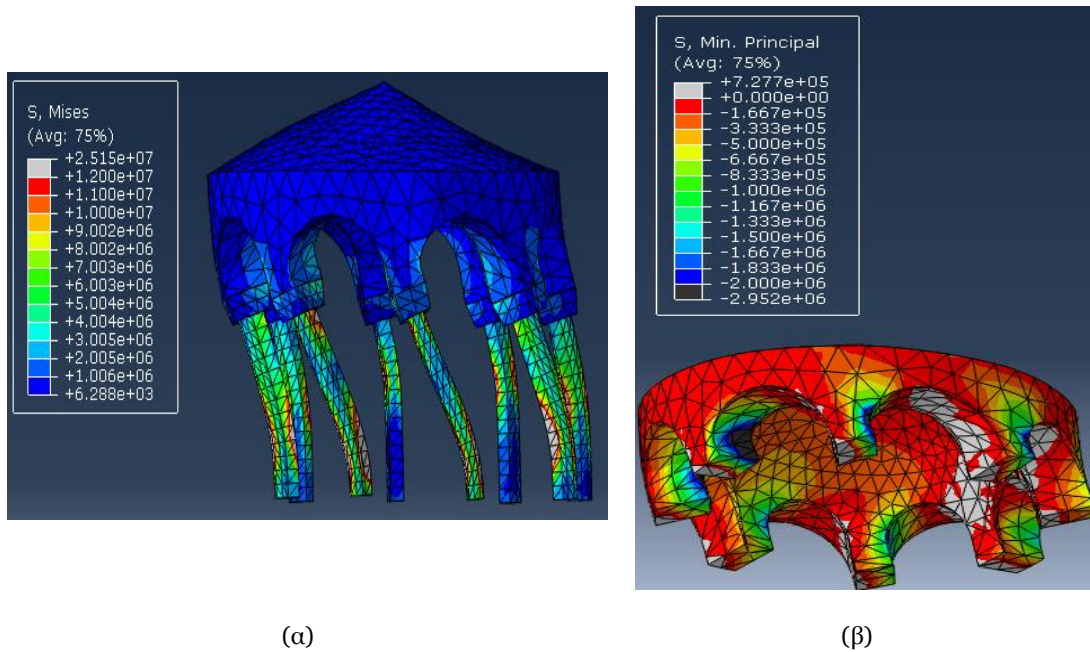 S, Mises
(Avg: 75%)
+2.515e+07
+1.200e+07
+1.100e+07
+1.000e+07
+9.002e+06
+8.002e+06
+7.003e+06
+6.003e+06
+5.004e+06
+4.004e+06
+3.005e+06
+2.005e+06
+1.006e+06
+6.288e+03
S, Min. Principal
(Avg: 75%)
+7.277e+05
+0.000e+00
-1.667e+05
-3.333e+05
-5.000e+05
-6.667e+05
-8.333e+05
-1.000e+06
-1.167e+06
-1.333e+06
-1.500e+06
-1.667e+06
-1.833e+06
-2.000e+06
-2.952e+06
(α)
(β)